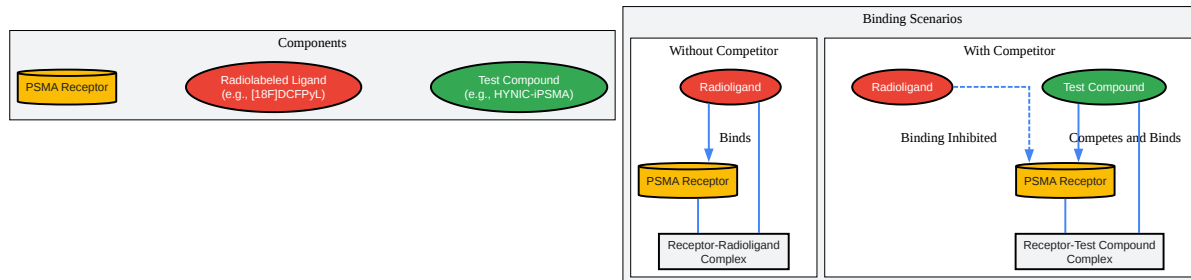 Components
PSMA Receptor
Radiolabeled Ligand
(e.g., [18F]DCFPyL)
Test Compound
(e.g., HYNIC-iPSMA)
Binding Scenarios
Without Competitor
Radioligand
Binds
PSMA Receptor
Receptor-Radioligand
Complex
With Competitor
Radioligand
Test Compound
Binding Inhibited
Competes and Binds
PSMA Receptor
Receptor-Test Compound
Complex